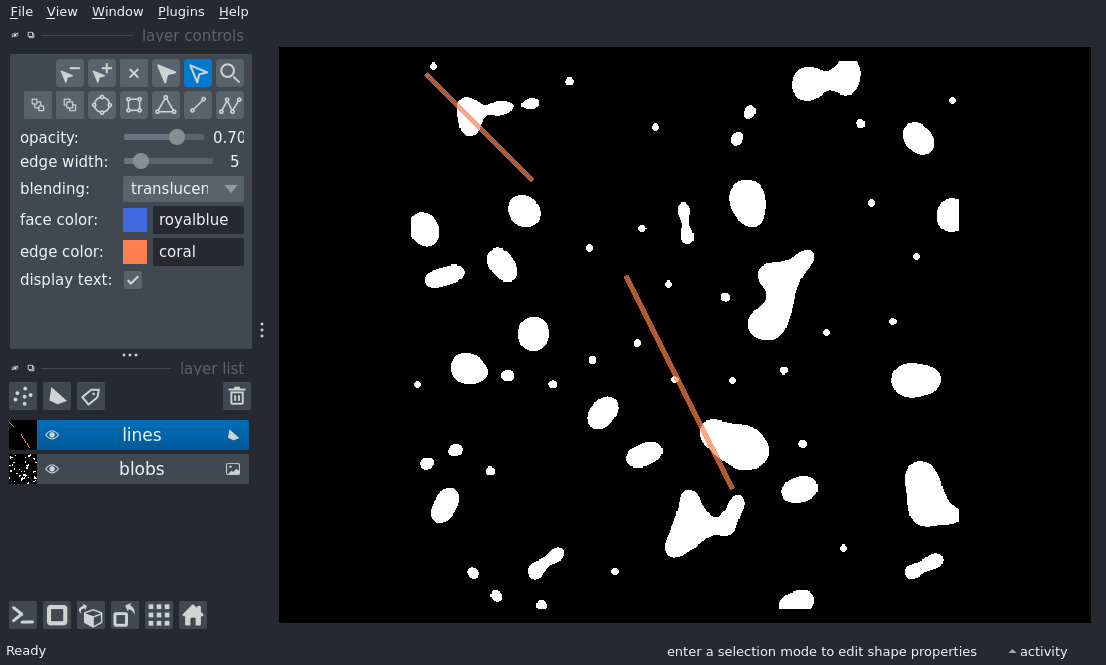 File View Window Plugins Help
layer controls
opacity: 0.70
edge width: 5
blending: translucen
face color: royalblue
edge color: coral
display text:
layer list
lines
blobs
Ready
enter a selection mode to edit shape properties
activity